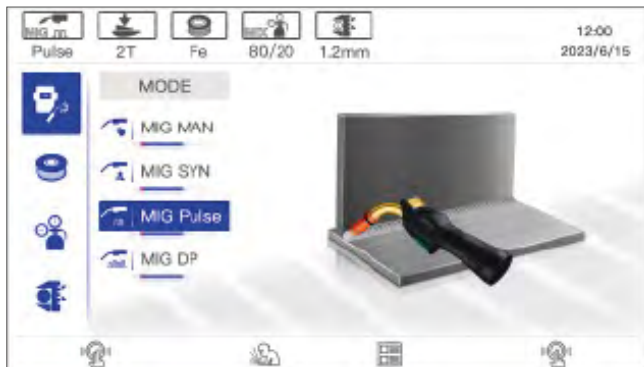 MIG
MIX
Pulse
2T
Fe
80/20
1.2mm
12:00
2023/6/15
MODE
MIG MAN
MIG SYN
MIG Pulse
MIG DP